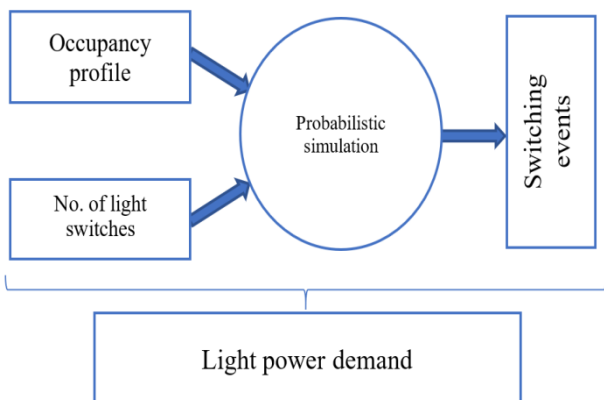 Occupancy
profile
No. of light
switches
Probabilistic
simulation
Switching
events
Light power demand